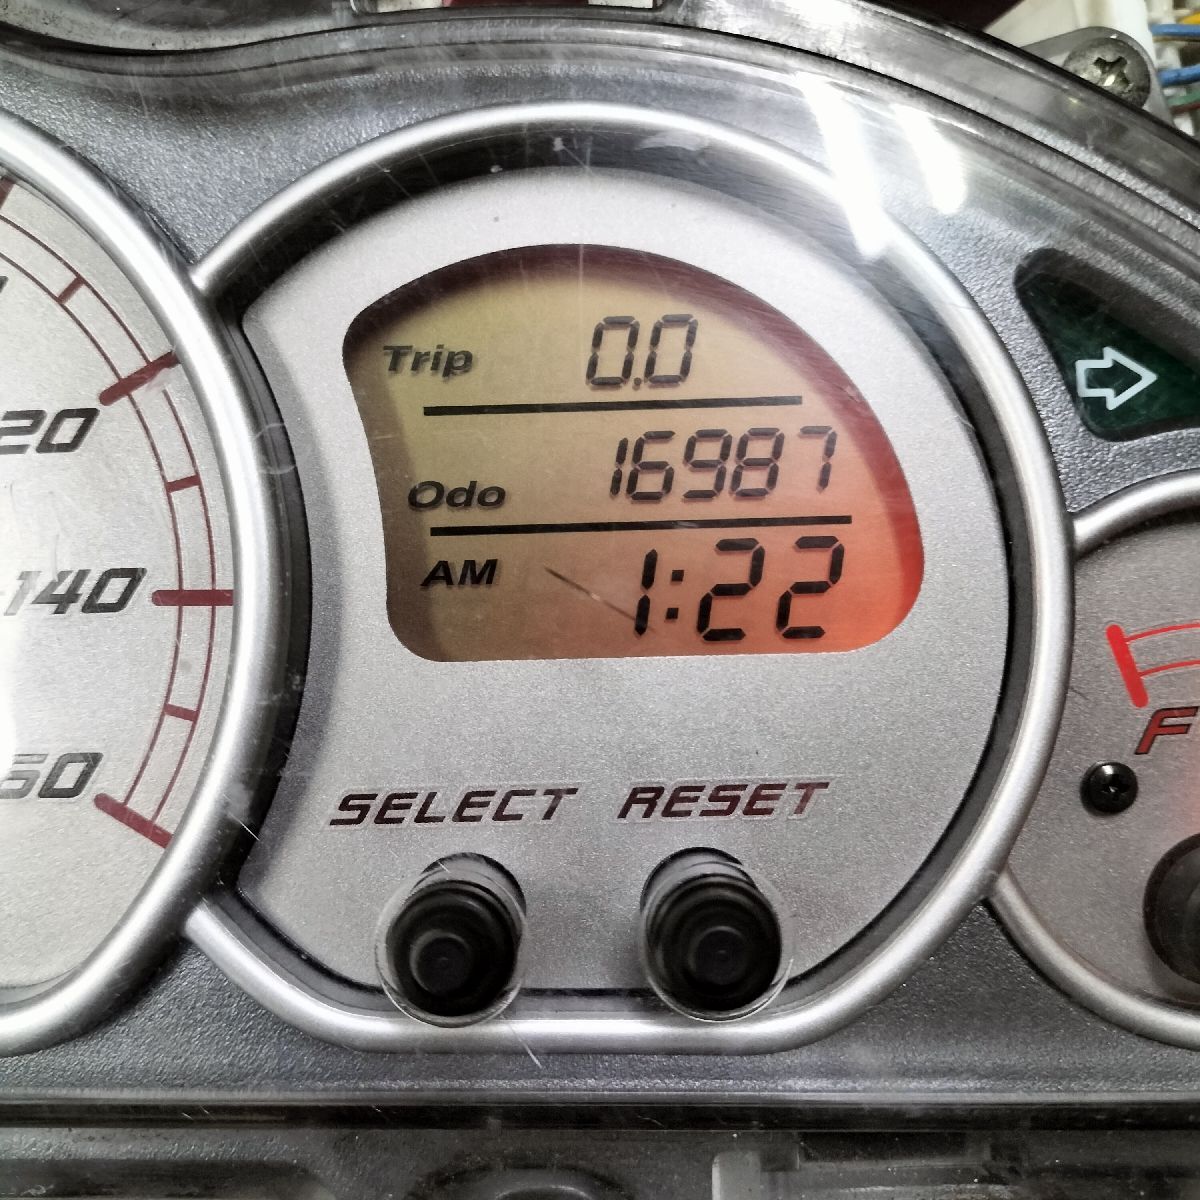 Trip 0.0
Odo 16987
AM 1:22
140
SELECT RESET
F